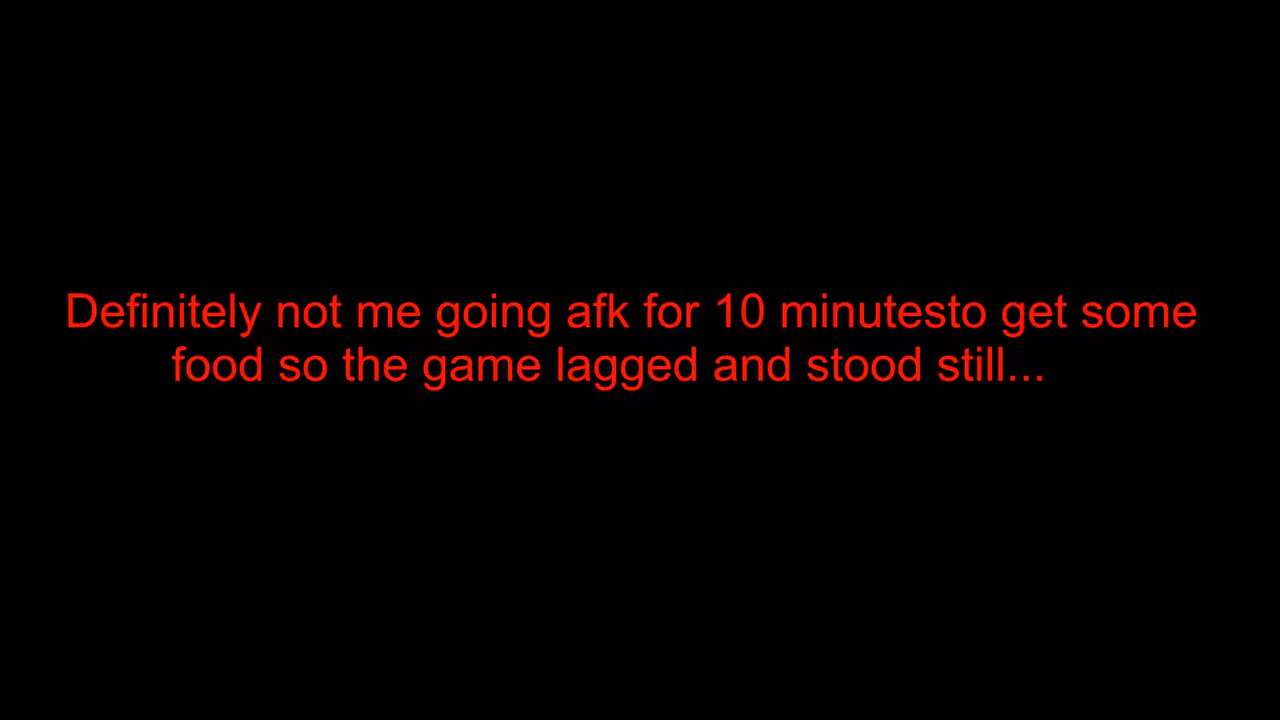 Definitely not me going afk for 10 minutesto get some
food so the game lagged and stood still...